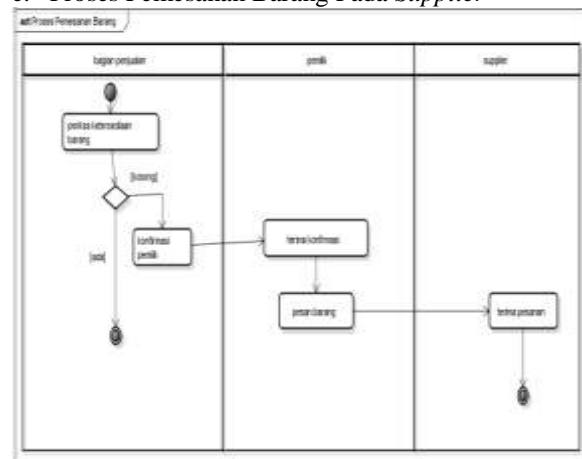 c. Proses Pemesanan Barang Pada Supplier
act Proses Pemesanan Barang
bagian penjualan
pemilik
supplier
periksa ketersediaan
barang
[kosong]
konfirmasi
pemilik
terima konfirmasi
[ada]
pesan barang
terima pesanan